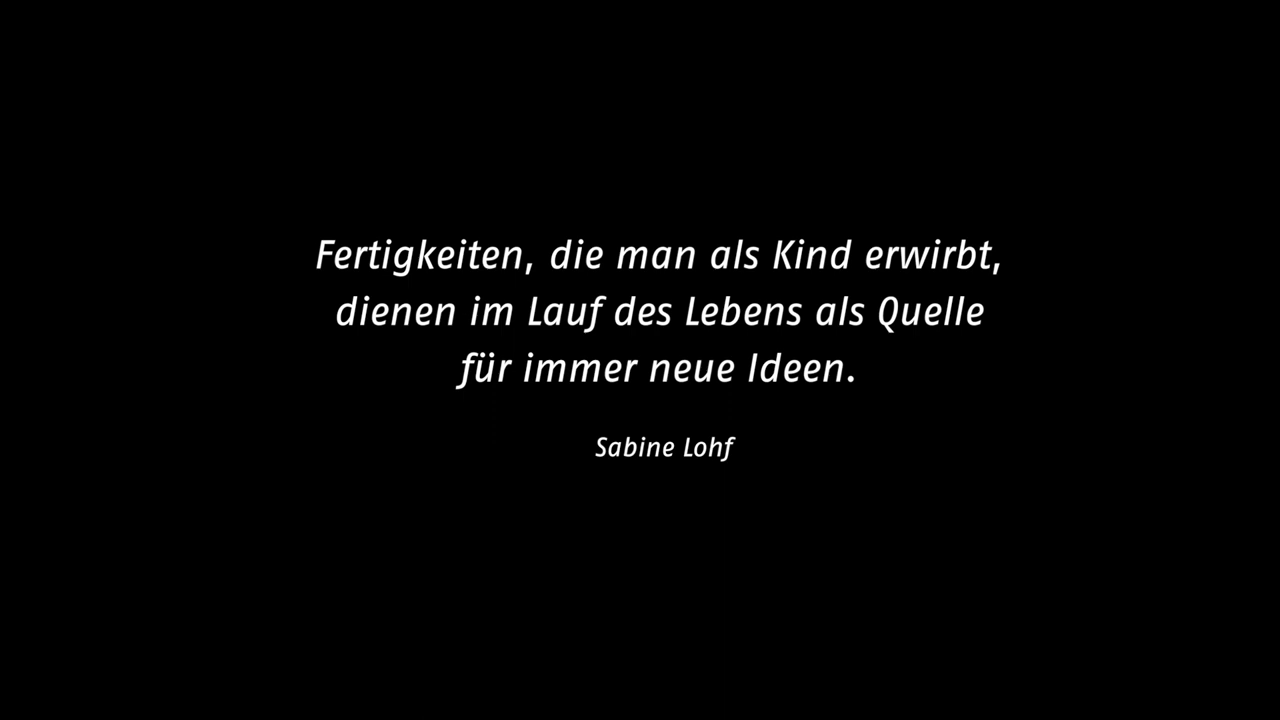 Fertigkeiten, die man als Kind erwirbt,
dienen im Lauf des Lebens als Quelle
für immer neue Ideen.
Sabine Lohf